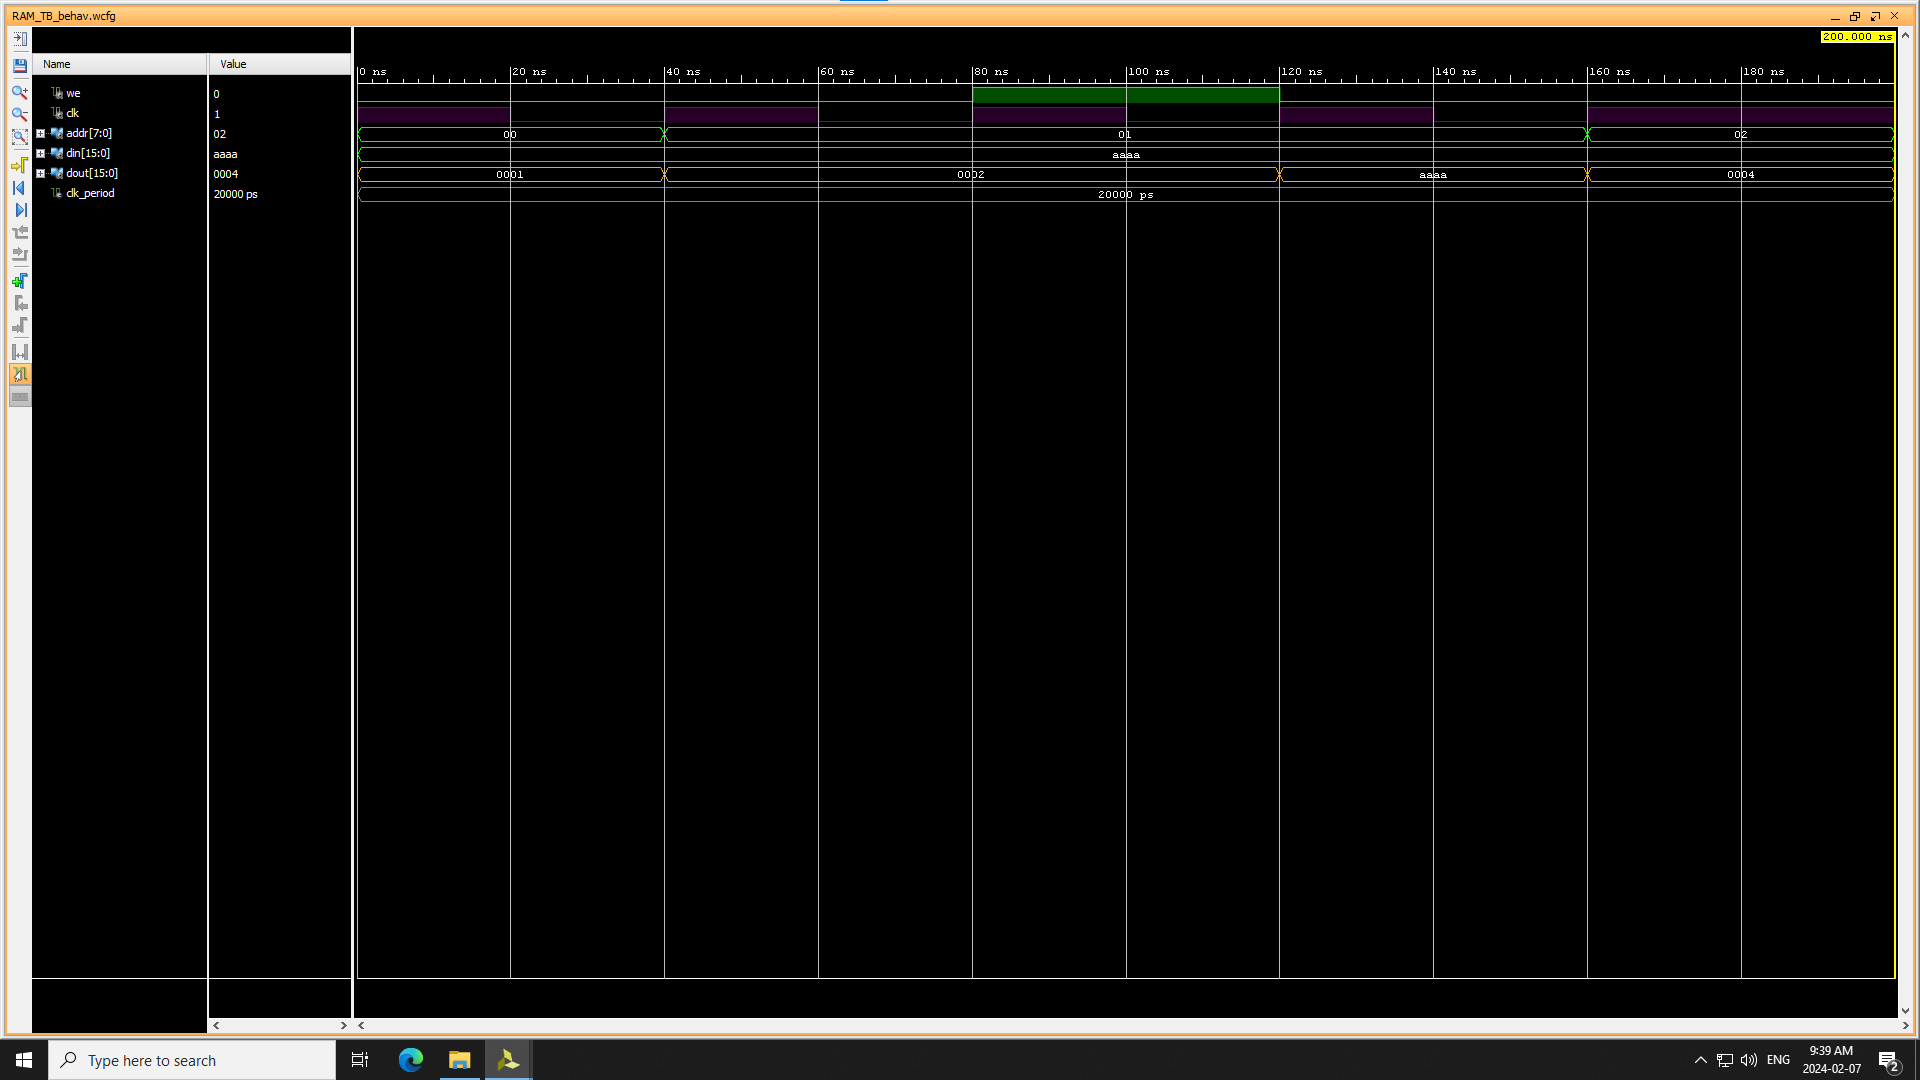 RAM_TB_behav.wcfg
200.000 ns
Name Value
0 ns 20 ns 40 ns 60 ns 80 ns 100 ns 120 ns 140 ns 160 ns 180 ns
we 0
clk 1
addr[7:0] 02 00 01 02
din[15:0] aaaa aaaa
dout[15:0] 0004 0001 0002 aaaa 0004
clk_period 20000 ps 20000 ps
Type here to search
ENG
9:39 AM
2024-02-07
2